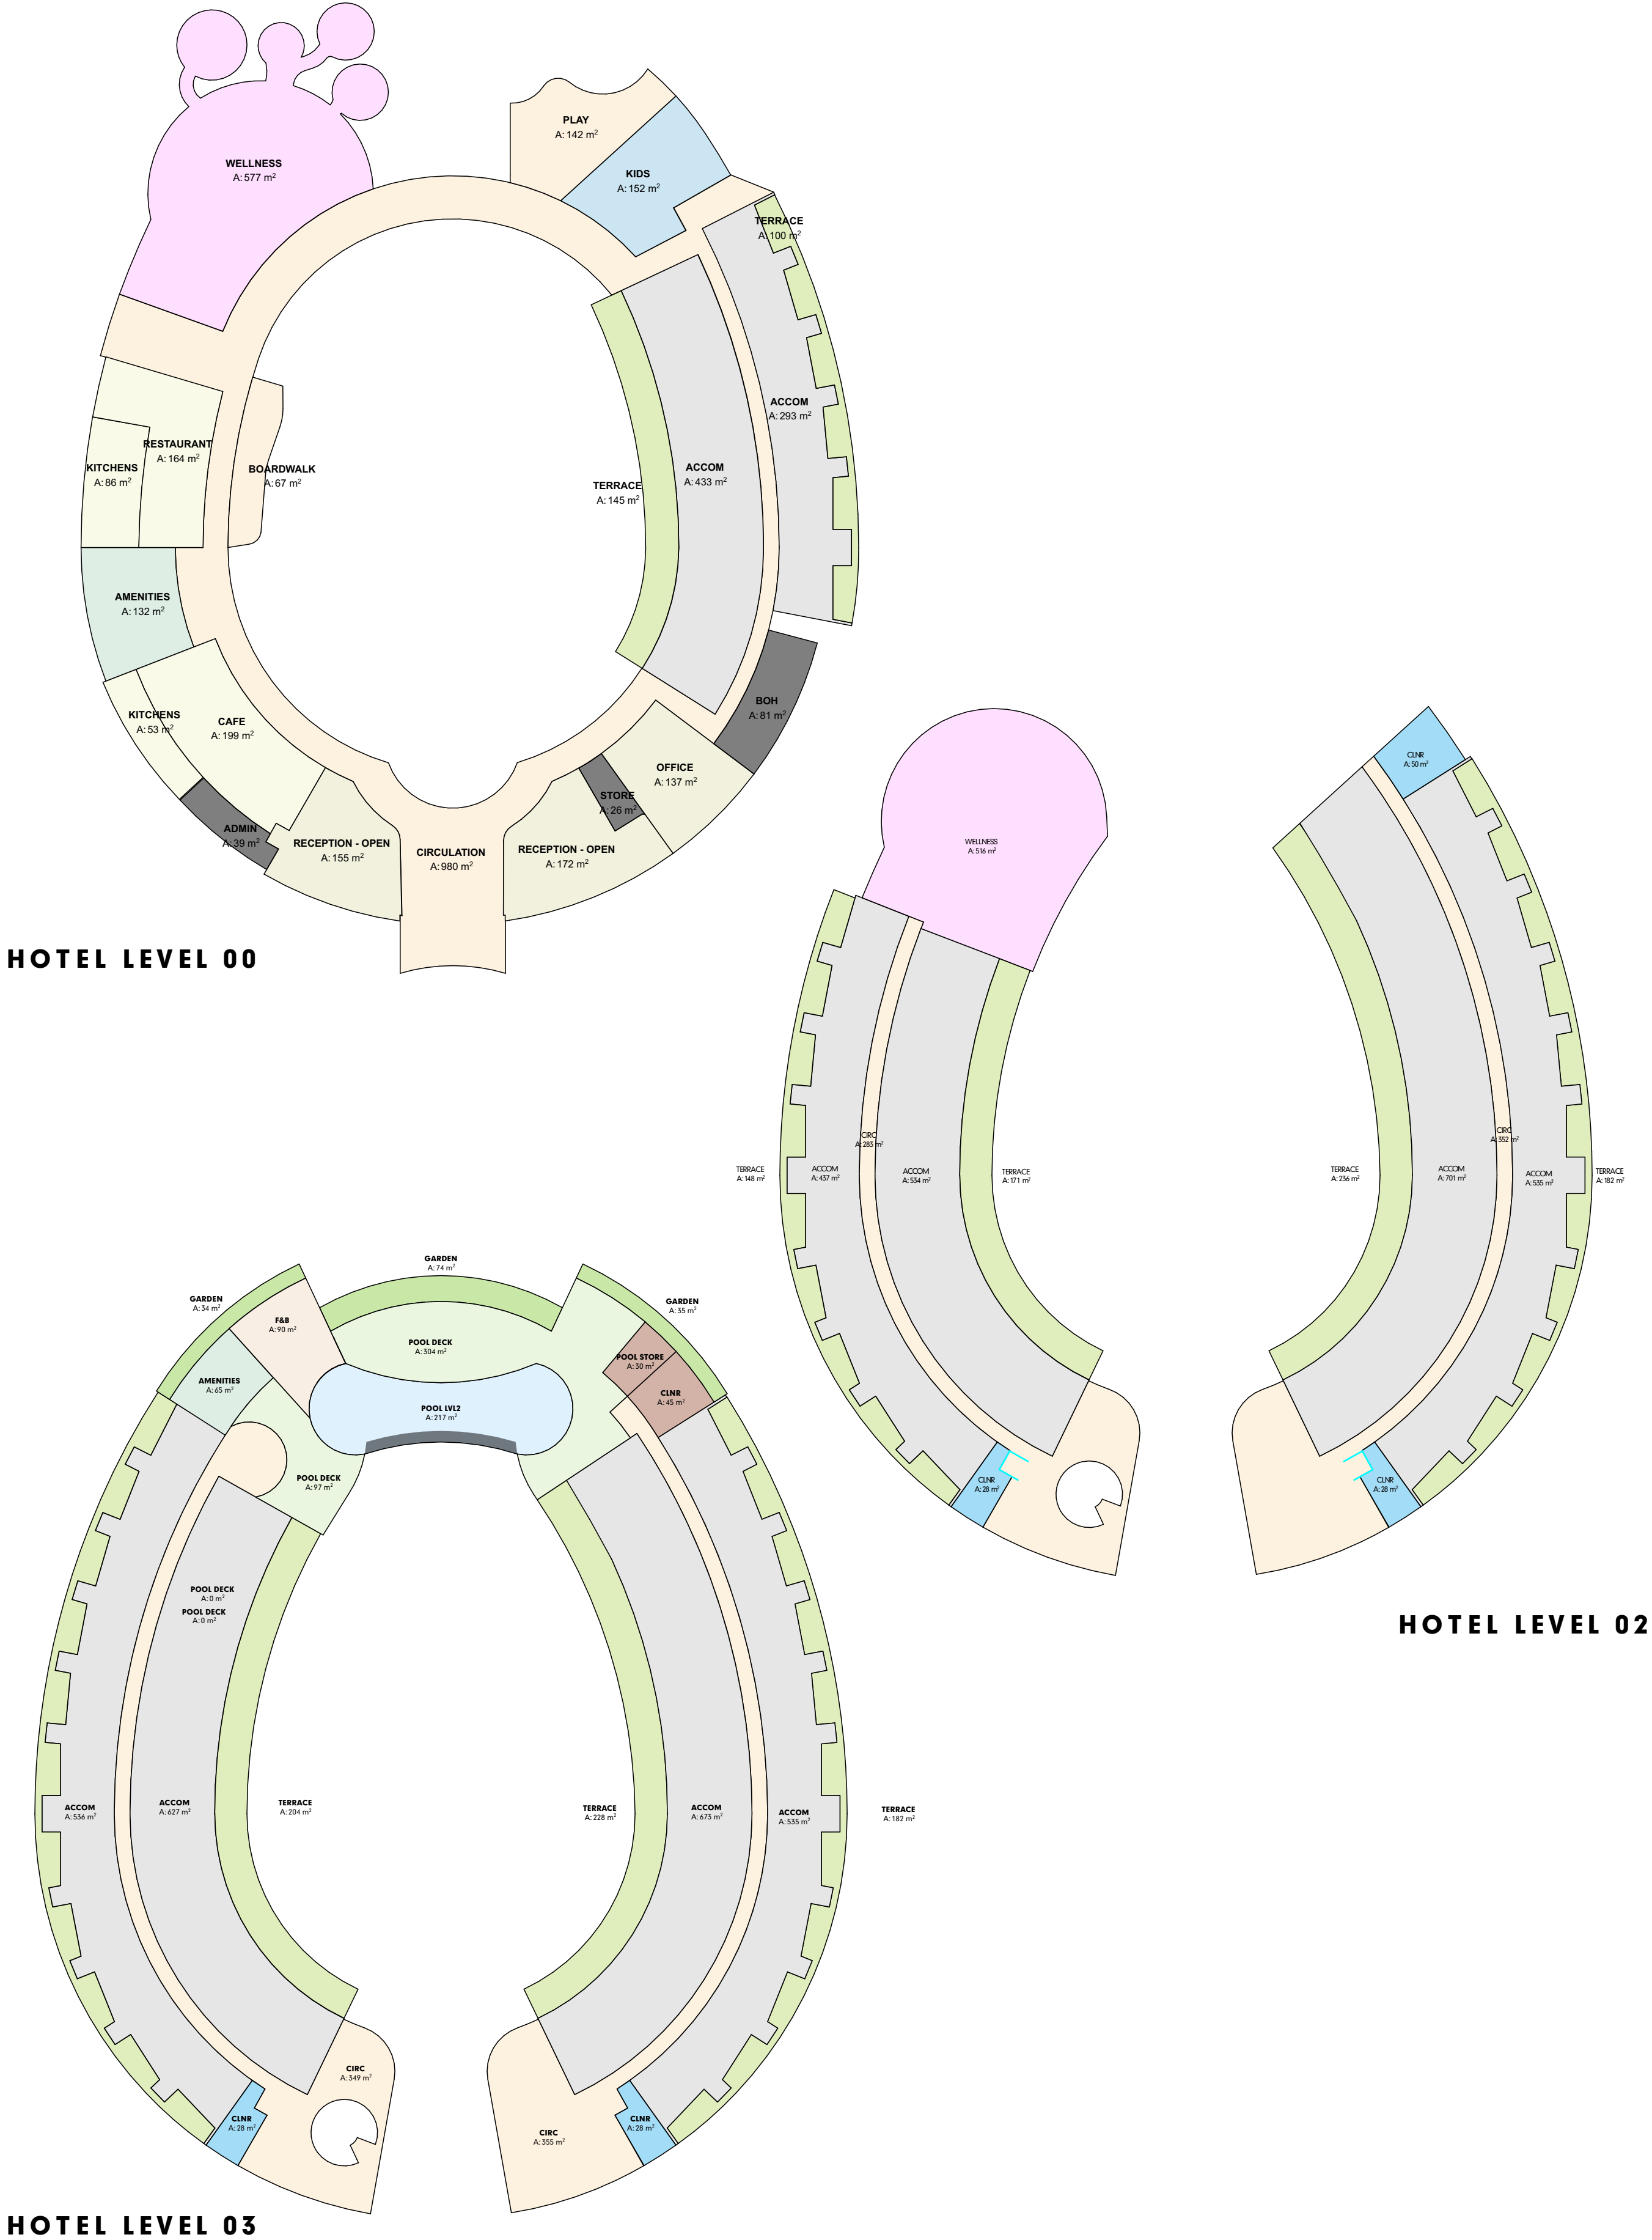 PLAY
A: 142 m²
WELLNESS
A: 577 m²
KIDS
A: 152 m²
TERRACE
A: 100 m²
ACCOM
A: 293 m²
RESTAURANT
A: 164 m²
KITCHENS
A: 86 m²
BOARDWALK
A: 67 m²
ACCOM
A: 433 m²
TERRACE
A: 145 m²
AMENITIES
A: 132 m²
KITCHENS
A: 53 m²
CAFE
A: 199 m²
BOH
A: 81 m²
OFFICE
A: 137 m²
STORE
A: 26 m²
ADMIN
A: 39 m²
RECEPTION - OPEN
A: 155 m²
CIRCULATION
A: 980 m²
RECEPTION - OPEN
A: 172 m²
HOTEL LEVEL 00
CLNR
A: 50 m²
WELLNESS
A: 516 m²
CIRC
A: 283 m²
CIRC
A: 352 m²
TERRACE
A: 148 m²
ACCOM
A: 437 m²
ACCOM
A: 534 m²
TERRACE
A: 171 m²
TERRACE
A: 236 m²
ACCOM
A: 701 m²
ACCOM
A: 535 m²
TERRACE
A: 182 m²
CLNR
A: 28 m²
CLNR
A: 28 m²
HOTEL LEVEL 02
GARDEN
A: 74 m²
GARDEN
A: 34 m²
GARDEN
A: 35 m²
F&B
A: 90 m²
POOL DECK
A: 304 m²
POOL STORE
A: 30 m²
AMENITIES
A: 65 m²
CLNR
A: 45 m²
POOL LVL2
A: 217 m²
POOL DECK
A: 97 m²
POOL DECK
A: 0 m²
POOL DECK
A: 0 m²
ACCOM
A: 536 m²
ACCOM
A: 627 m²
TERRACE
A: 204 m²
TERRACE
A: 228 m²
ACCOM
A: 673 m²
ACCOM
A: 535 m²
TERRACE
A: 182 m²
CIRC
A: 349 m²
CLNR
A: 28 m²
CLNR
A: 28 m²
CIRC
A: 355 m²
HOTEL LEVEL 03